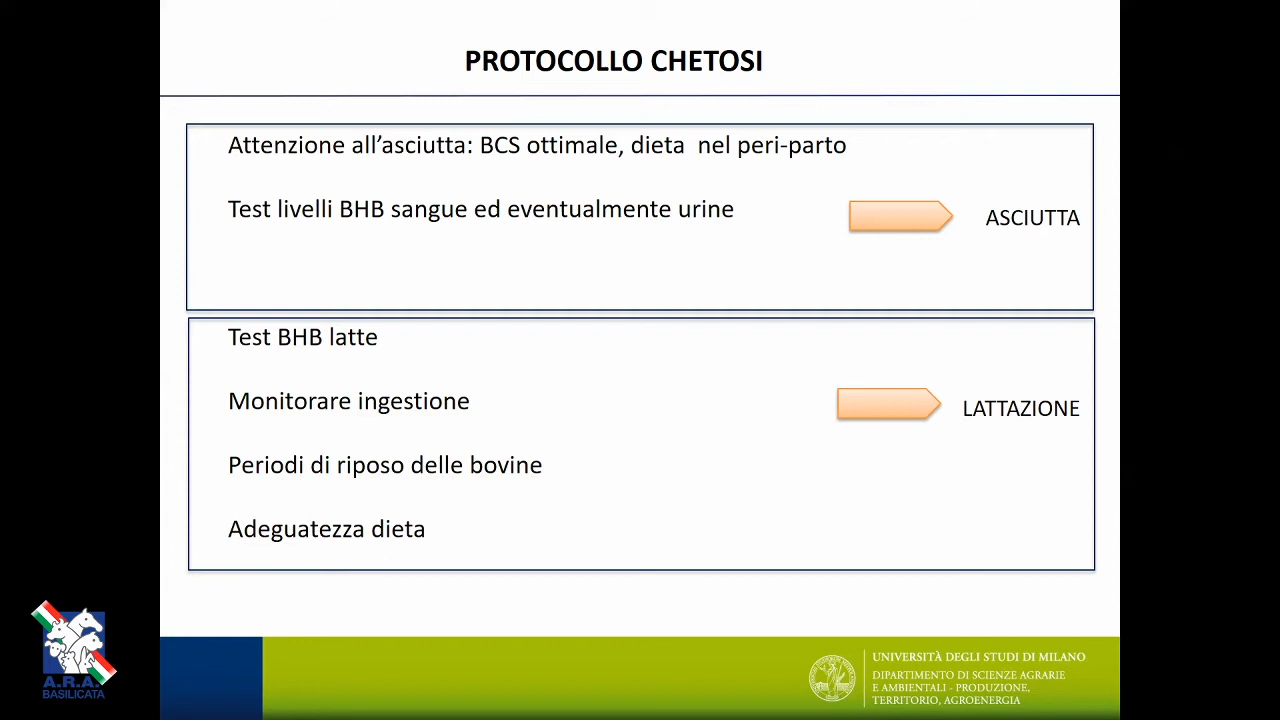 PROTOCOLLO CHETOSI
Attenzione all’asciutta: BCS ottimale, dieta  nel peri-parto
Test livelli BHB sangue ed eventualmente urine
ASCIUTTA
Test BHB latte
Monitorare ingestione
LATTAZIONE
Periodi di riposo delle bovine
Adeguatezza dieta
A.R.A.
BASILICATA
UNIVERSITÀ DEGLI STUDI DI MILANO
DIPARTIMENTO DI SCIENZE AGRARIE
E AMBIENTALI - PRODUZIONE,
TERRITORIO, AGROENERGIA